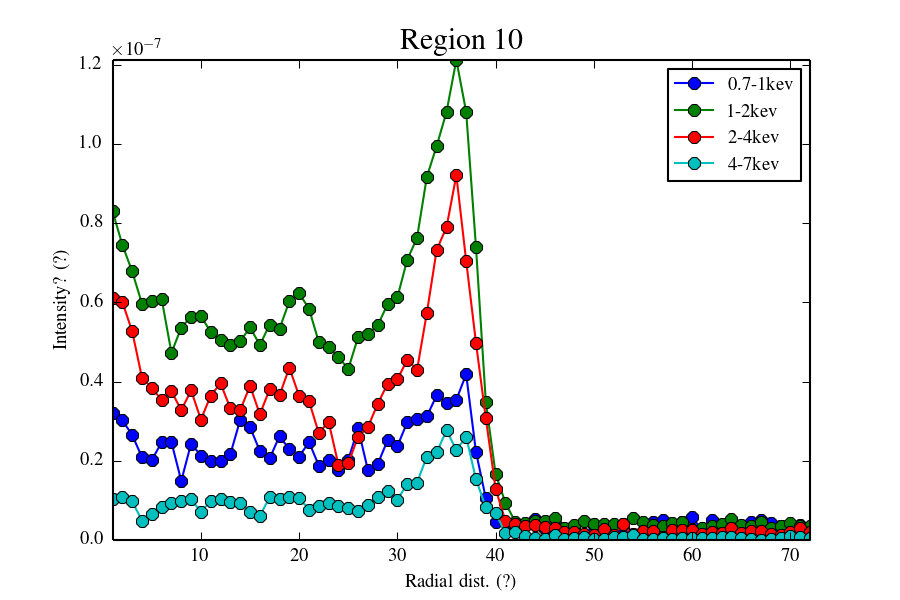 Region 10
×10⁻⁷
1.2
1.0
0.8
0.6
0.4
0.2
0.0
Intensity? (?)
0.7-1kev
1-2kev
2-4kev
4-7kev
10 20 30 40 50 60 70
Radial dist. (?)